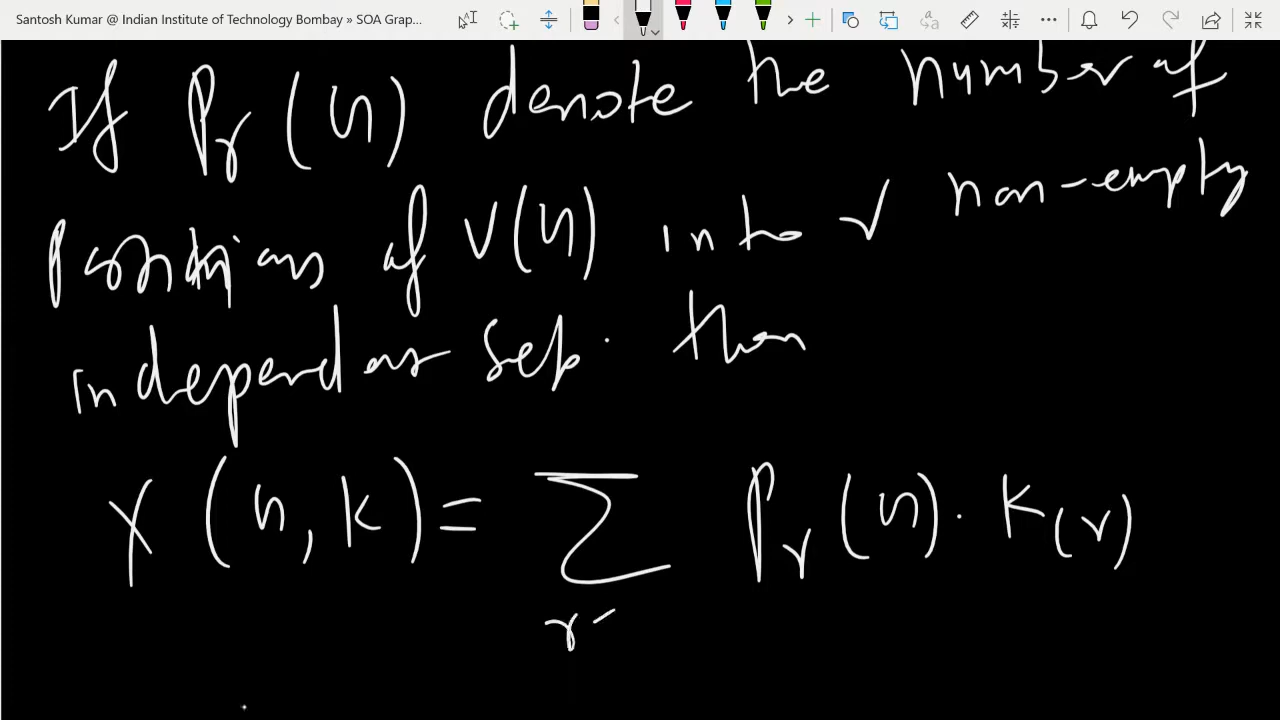 Santosh Kumar @ Indian Institute of Technology Bombay » SOA Grap...
If Pr(G) denote the number of
Partitions of V(G) into r non-empty
independent sets. then
χ(G, k) = Σ Pr(G) · k(r)
r =